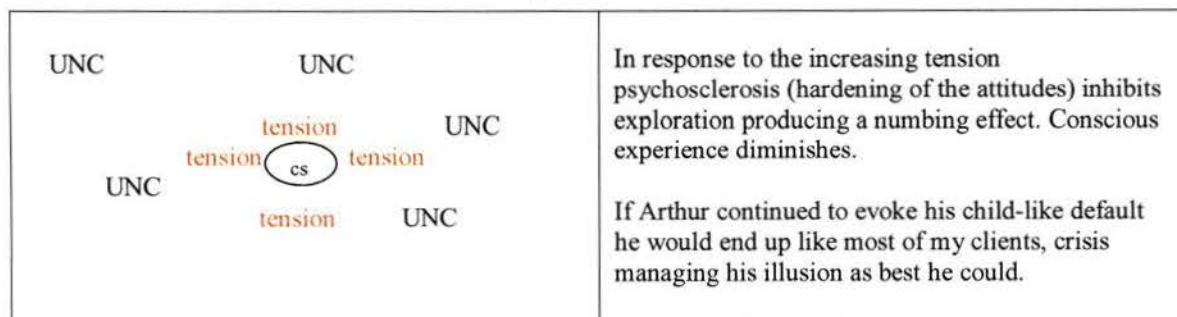 UNC UNC
tension UNC
tension cs tension
UNC
tension UNC
In response to the increasing tension
psychosclerosis (hardening of the attitudes) inhibits
exploration producing a numbing effect. Conscious
experience diminishes.
If Arthur continued to evoke his child-like default
he would end up like most of my clients, crisis
managing his illusion as best he could.